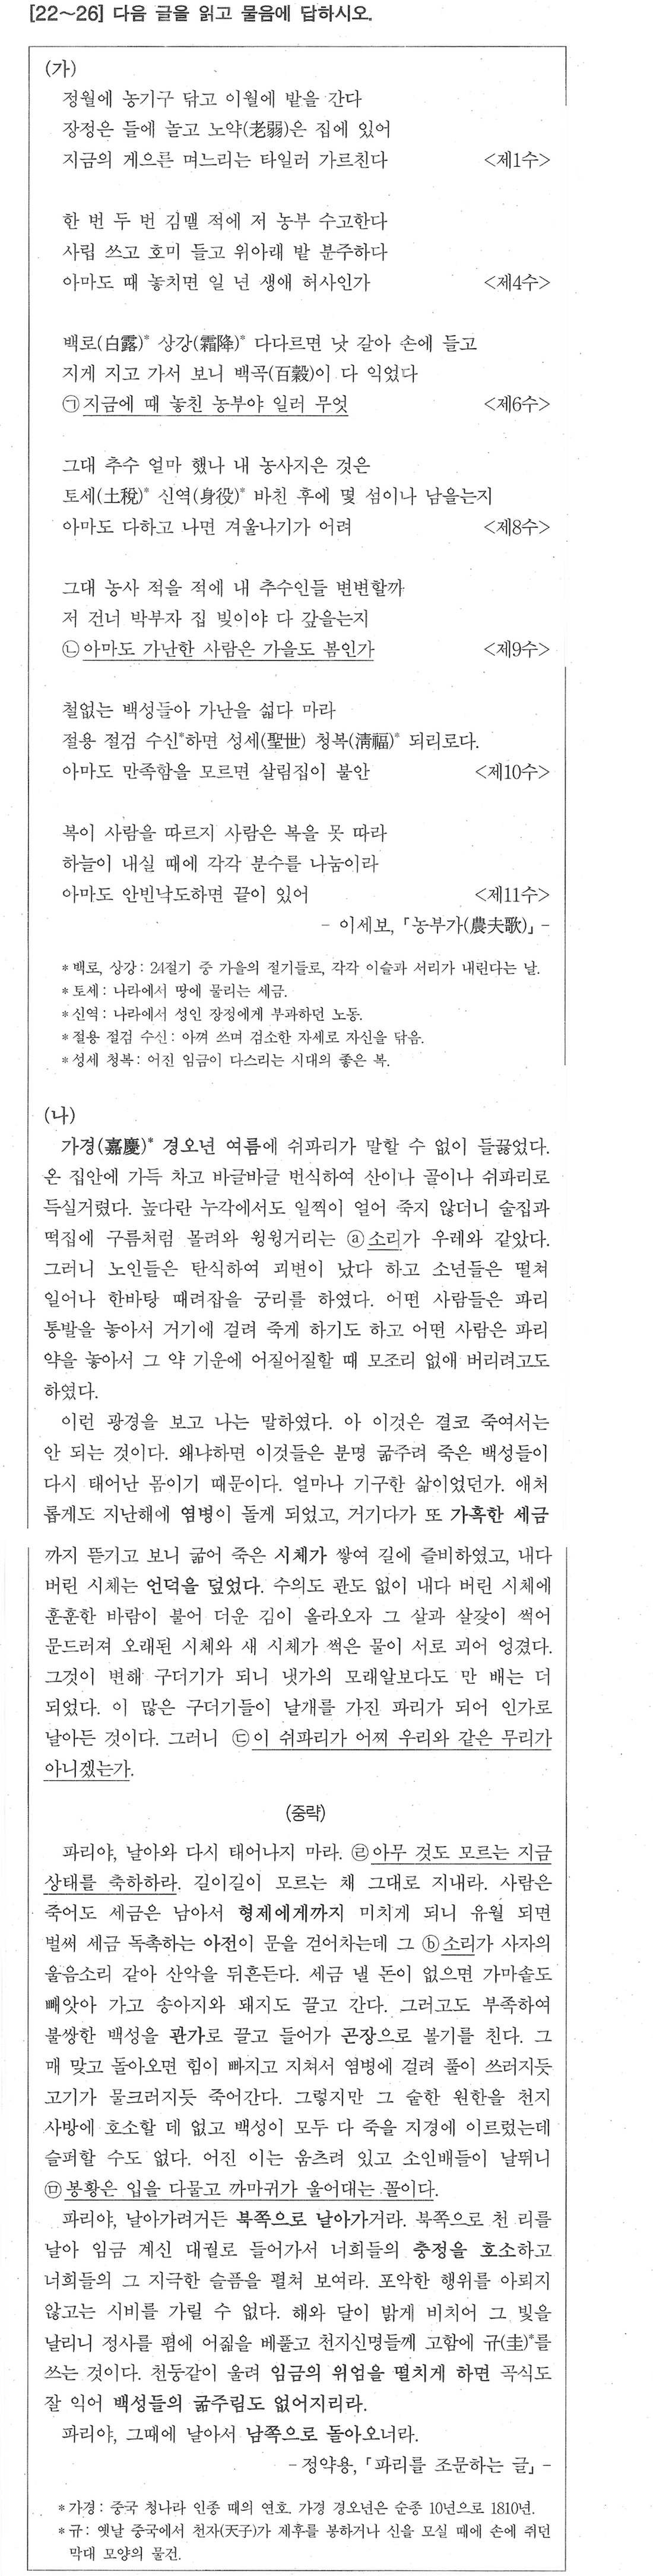 [22~26] 다음 글을 읽고 물음에 답하시오.
(가)
정월에 농기구 닦고 이월에 밭을 간다
장정은 들에 놀고 노약(老弱)은 집에 있어
지금의 게으른 며느리는 타일러 가르친다 <제1수>
한 번 두 번 김맬 적에 저 농부 수고한다
사립 쓰고 호미 들고 위아래 밭 분주하다
아마도 때 놓치면 일 년 생애 허사인가 <제4수>
백로(白露)* 상강(霜降)* 다다르면 낫 갈아 손에 들고
지게 지고 가서 보니 백곡(百穀)이 다 익었다
㉠지금에 때 놓친 농부야 일러 무엇 <제6수>
그대 추수 얼마 했나 내 농사지은 것은
토세(土稅)* 신역(身役)* 바친 후에 몇 섬이나 남을는지
아마도 다하고 나면 겨울나기가 어려 <제8수>
그대 농사 적을 적에 내 추수인들 변변할까
저 건너 박부자 집 빚이야 다 갚을는지
㉡아마도 가난한 사람은 가을도 봄인가 <제9수>
철없는 백성들아 가난을 설다 마라
절용 절검 수신*하면 성세(聖世) 청복(淸福)* 되리로다.
아마도 만족함을 모르면 살림집이 불안 <제10수>
복이 사람을 따르지 사람은 복을 못 따라
하늘이 내실 때에 각각 분수를 나눔이라
아마도 안빈낙도하면 끝이 있어 <제11수>
- 이세보, 「농부가(農夫歌)」 -
* 백로, 상강 : 24절기 중 가을의 절기들로, 각각 이슬과 서리가 내린다는 날.
* 토세 : 나라에서 땅에 물리는 세금.
* 신역 : 나라에서 성인 장정에게 부과하던 노동.
* 절용 절검 수신 : 아껴 쓰며 검소한 자세로 자신을 닦음.
* 성세 청복 : 어진 임금이 다스리는 시대의 좋은 복.
(나)
가경(嘉慶)* 경오년 여름에 쉬파리가 말할 수 없이 들끓었다.
온 집안에 가득 차고 바글바글 번식하여 산이나 골이나 쉬파리로
득실거렸다. 높다란 누각에서도 일찍이 얼어 죽지 않더니 술집과
떡집에 구름처럼 몰려와 윙윙거리는 ⓐ소리가 우레와 같았다.
그러니 노인들은 탄식하여 괴변이 났다 하고 소년들은 떨쳐
일어나 한바탕 때려잡을 궁리를 하였다. 어떤 사람들은 파리
통발을 놓아서 거기에 걸려 죽게 하기도 하고 어떤 사람은 파리
약을 놓아서 그 약 기운에 어질어질할 때 모조리 없애 버리려고도
하였다.
이런 광경을 보고 나는 말하였다. 아 이것은 결코 죽여서는
안 되는 것이다. 왜냐하면 이것들은 분명 굶주려 죽은 백성들이
다시 태어난 몸이기 때문이다. 얼마나 기구한 삶이었던가. 애처
롭게도 지난해에 염병이 돌게 되었고, 거기다가 또 가혹한 세금
까지 뜯기고 보니 굶어 죽은 시체가 쌓여 길에 즐비하였고, 내다
버린 시체는 언덕을 덮었다. 수의도 관도 없이 내다 버린 시체에
훈훈한 바람이 불어 더운 김이 올라오자 그 살과 살갗이 썩어
문드러져 오래된 시체와 새 시체가 썩은 물이 서로 괴어 엉겼다.
그것이 변해 구더기가 되니 냇가의 모래알보다도 만 배는 더
되었다. 이 많은 구더기들이 날개를 가진 파리가 되어 인가로
날아든 것이다. 그러니 ㉢이 쉬파리가 어찌 우리와 같은 무리가
아니겠는가.
(중략)
파리야, 날아와 다시 태어나지 마라. ㉣아무 것도 모르는 지금
상태를 축하하라. 길이길이 모르는 채 그대로 지내라. 사람은
죽어도 세금은 남아서 형제에게까지 미치게 되니 유월 되면
벌써 세금 독촉하는 아전이 문을 걷어차는데 그 ⓑ소리가 사자의
울음소리 같아 산악을 뒤흔든다. 세금 낼 돈이 없으면 가마솥도
빼앗아 가고 송아지와 돼지도 끌고 간다. 그러고도 부족하여
불쌍한 백성을 관가로 끌고 들어가 곤장으로 볼기를 친다. 그
매 맞고 돌아오면 힘이 빠지고 지쳐서 염병에 걸려 풀이 쓰러지듯
고기가 물크러지듯 죽어간다. 그렇지만 그 숱한 원한을 천지
사방에 호소할 데 없고 백성이 모두 다 죽을 지경에 이르렀는데
슬퍼할 수도 없다. 어진 이는 움츠려 있고 소인배들이 날뛰니
㉤봉황은 입을 다물고 까마귀가 울어대는 꼴이다.
파리야, 날아가려거든 북쪽으로 날아가거라. 북쪽으로 천 리를
날아 임금 계신 대궐로 들어가서 너희들의 충정을 호소하고
너희들의 그 지극한 슬픔을 펼쳐 보여라. 포악한 행위를 아뢰지
않고는 시비를 가릴 수 없다. 해와 달이 밝게 비치어 그 빛을
날리니 정사를 폄에 어짊을 베풀고 천지신명들께 고함에 규(圭)*를
쓰는 것이다. 천둥같이 울려 임금의 위엄을 떨치게 하면 곡식도
잘 익어 백성들의 굶주림도 없어지리라.
파리야, 그때에 날아서 남쪽으로 돌아오너라.
- 정약용, 「파리를 조문하는 글」 -
* 가경 : 중국 청나라 인종 때의 연호. 가경 경오년은 순종 10년으로 1810년.
* 규 : 옛날 중국에서 천자(天子)가 제후를 봉하거나 신을 모실 때에 손에 쥐던
막대 모양의 물건.